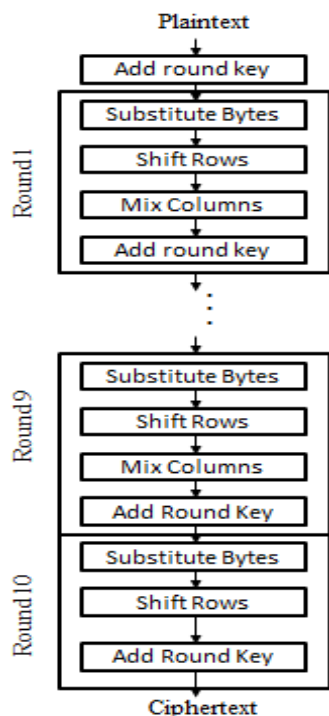 Plaintext
Add round key
Round1
Substitute Bytes
Shift Rows
Mix Columns
Add round key
Round9
Substitute Bytes
Shift Rows
Mix Columns
Add Round Key
Round10
Substitute Bytes
Shift Rows
Add Round Key
Ciphertext